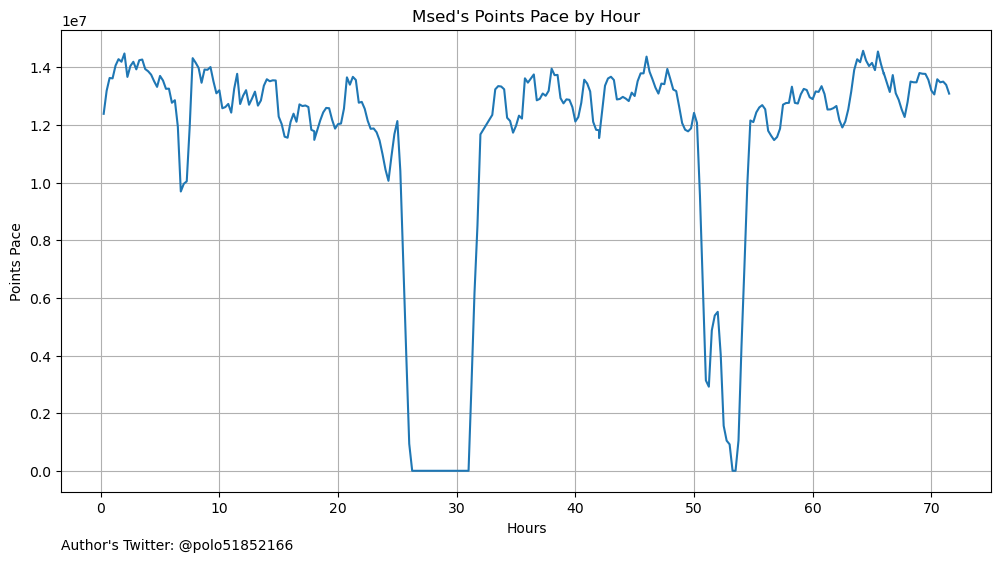 Msed's Points Pace by Hour
1e7
1.4
1.2
1.0
0.8
0.6
0.4
0.2
0.0
Points Pace
0 10 20 30 40 50 60 70
Hours
Author's Twitter: @polo51852166